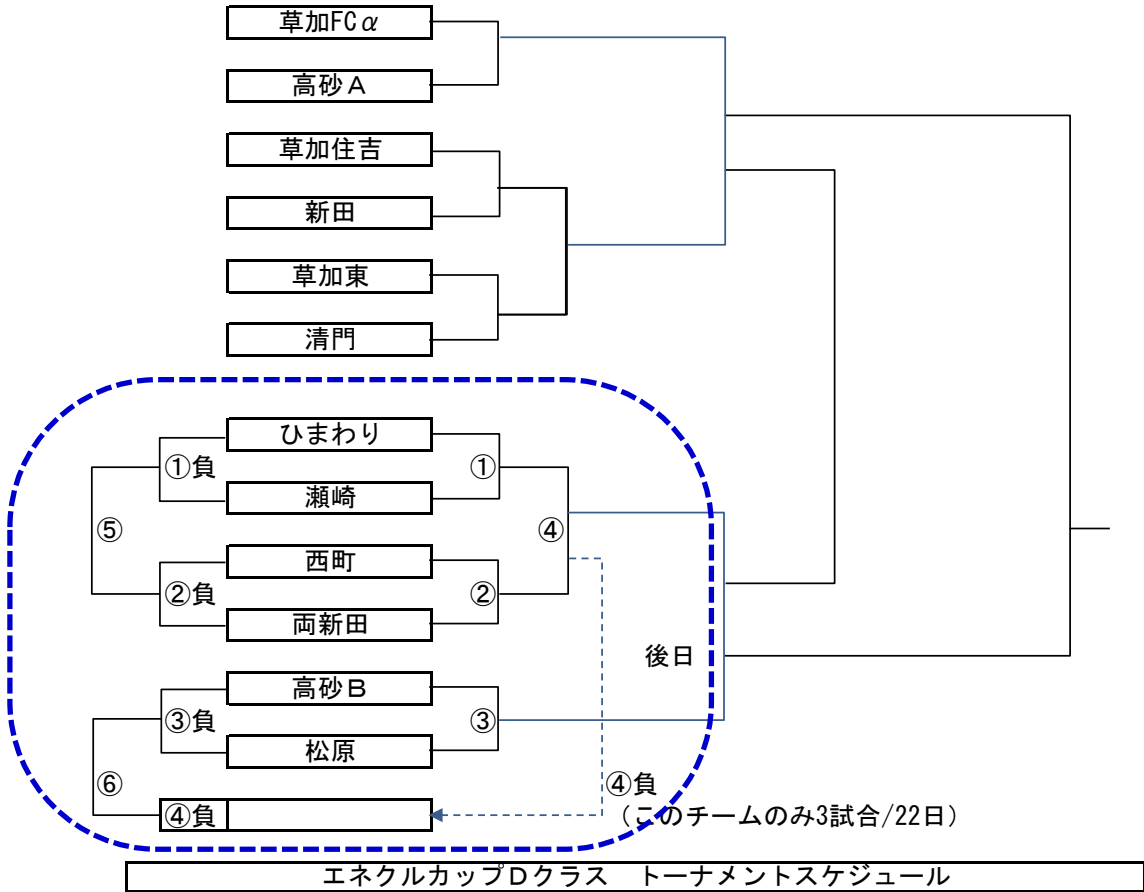 草加FCα
高砂Ａ
草加住吉
新田
草加東
清門
ひまわり
①負
①
瀬崎
⑤
④
西町
②負
②
両新田
後日
高砂Ｂ
③負
③
松原
⑥
④負
④負
（このチームのみ3試合/22日）
エネクルカップＤクラス　トーナメントスケジュール